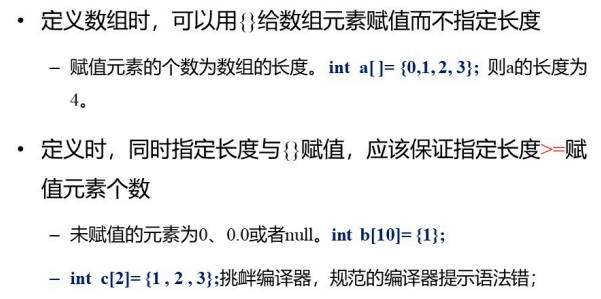 • 定义数组时，可以用{}给数组元素赋值而不指定长度
– 赋值元素的个数为数组的长度。int a[ ]= {0,1, 2, 3}; 则a的长度为
4。
• 定义时，同时指定长度与{}赋值，应该保证指定长度>=赋
值元素个数
– 未赋值的元素为0、0.0或者null。int b[10]= {1};
– int c[2]= {1 , 2 , 3};挑衅编译器，规范的编译器提示语法错；